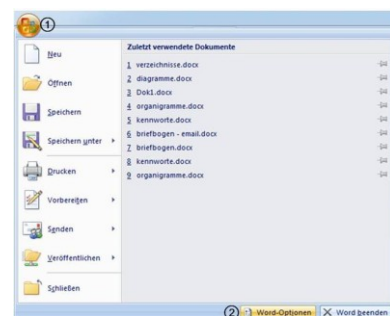 ①
Zuletzt verwendete Dokumente
Neu
1 verzeichnisse.docx
2 diagramme.docx
Öffnen
3 Dok1.docx
4 organigramme.docx
Speichern
5 kennworte.docx
6 briefbogen - email.docx
Speichern unter
7 briefbogen.docx
8 kennworte.docx
Drucken
9 organigramme.docx
Vorbereiten
Senden
Veröffentlichen
Schließen
② Word-Optionen
Word beenden